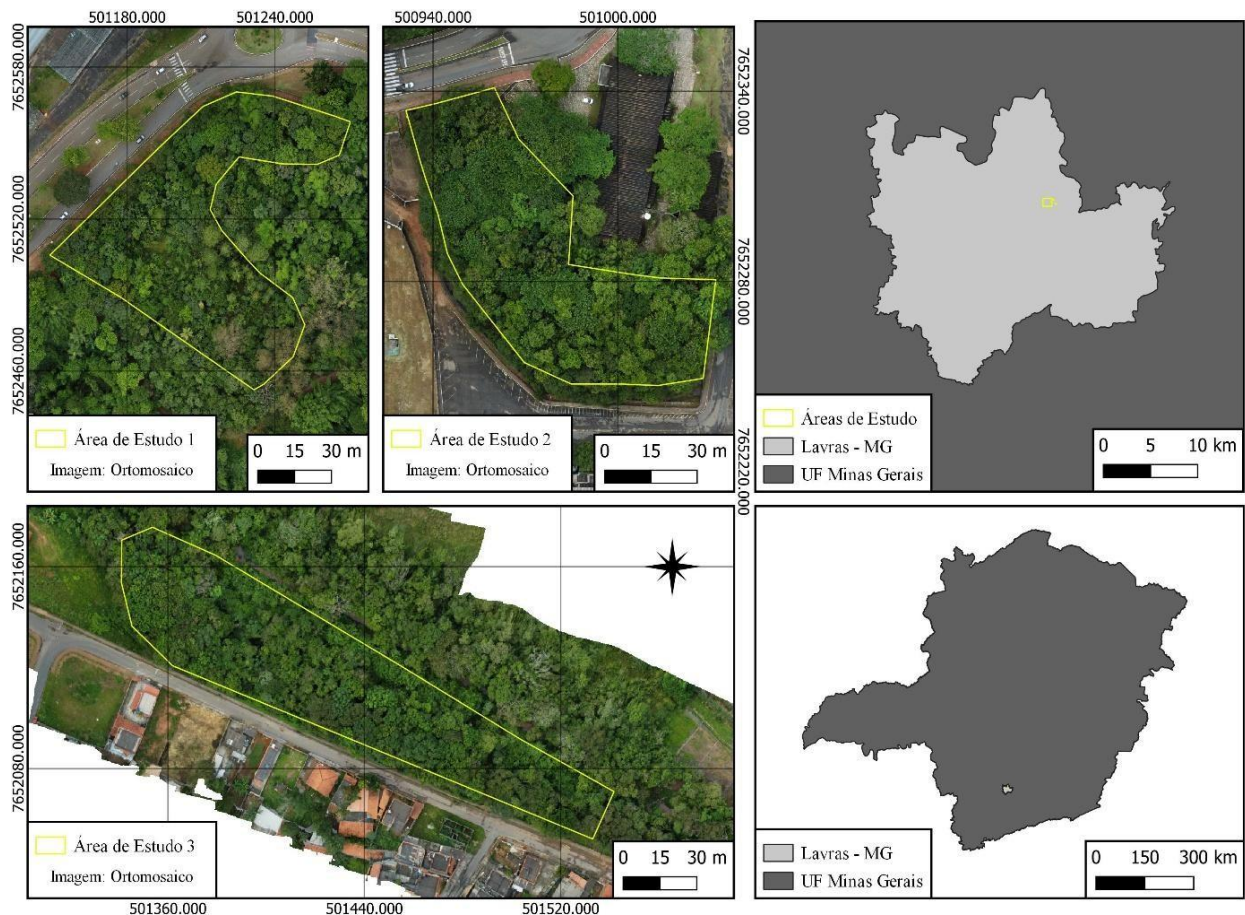 501180.000 501240.000
500940.000 501000.000
7652580.000
7652520.000
7652460.000
Área de Estudo 1
Imagem: Ortomosaico
0 15 30 m
Área de Estudo 2
Imagem: Ortomosaico
0 15 30 m
7652340.000
7652280.000
7652220.000
Áreas de Estudo
Lavras - MG
UF Minas Gerais
0 5 10 km
7652160.000
7652080.000
Área de Estudo 3
Imagem: Ortomosaico
0 15 30 m
501360.000 501440.000 501520.000
Lavras - MG
UF Minas Gerais
0 150 300 km